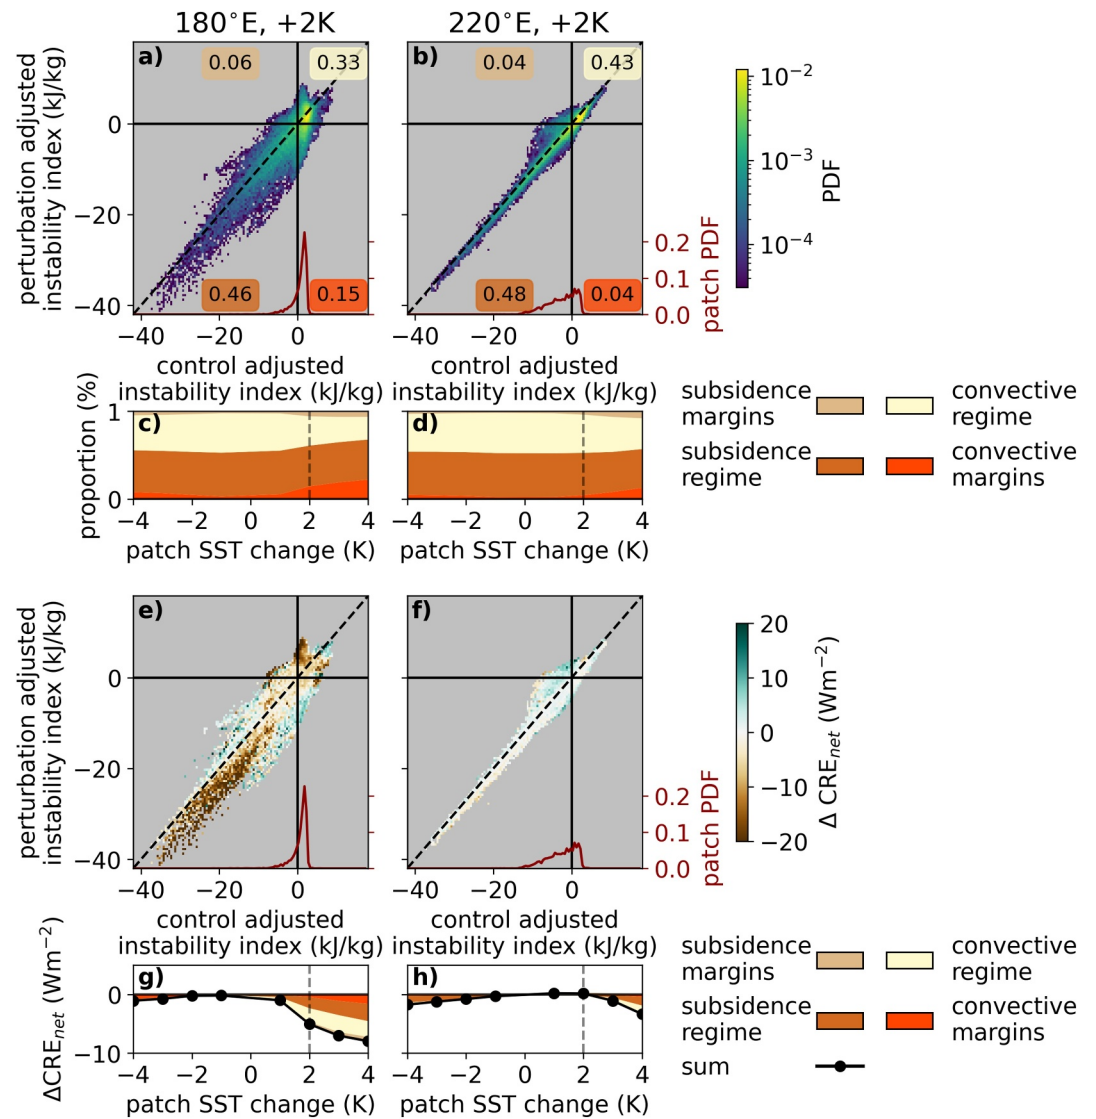 180°E, +2K
220°E, +2K
a)
0.06
0.33
0.46
0.15
b)
0.04
0.43
0.48
0.04
perturbation adjusted
instability index (kJ/kg)
0
−20
−40
−40 −20 0
−40 −20 0
control adjusted
instability index (kJ/kg)
control adjusted
instability index (kJ/kg)
0.2
0.1
0.0
patch PDF
10⁻²
10⁻³
10⁻⁴
PDF
proportion (%)
1
0
c)
d)
−4 −2 0 2 4
−4 −2 0 2 4
patch SST change (K)
patch SST change (K)
subsidence
margins
convective
regime
subsidence
regime
convective
margins
e)
f)
perturbation adjusted
instability index (kJ/kg)
0
−20
−40
−40 −20 0
−40 −20 0
control adjusted
instability index (kJ/kg)
control adjusted
instability index (kJ/kg)
0.2
0.1
0.0
patch PDF
20
10
0
−10
−20
Δ CREₙₑₜ (Wm⁻²)
ΔCREₙₑₜ (Wm⁻²)
0
−10
g)
h)
−4 −2 0 2 4
−4 −2 0 2 4
patch SST change (K)
patch SST change (K)
subsidence
margins
convective
regime
subsidence
regime
convective
margins
sum